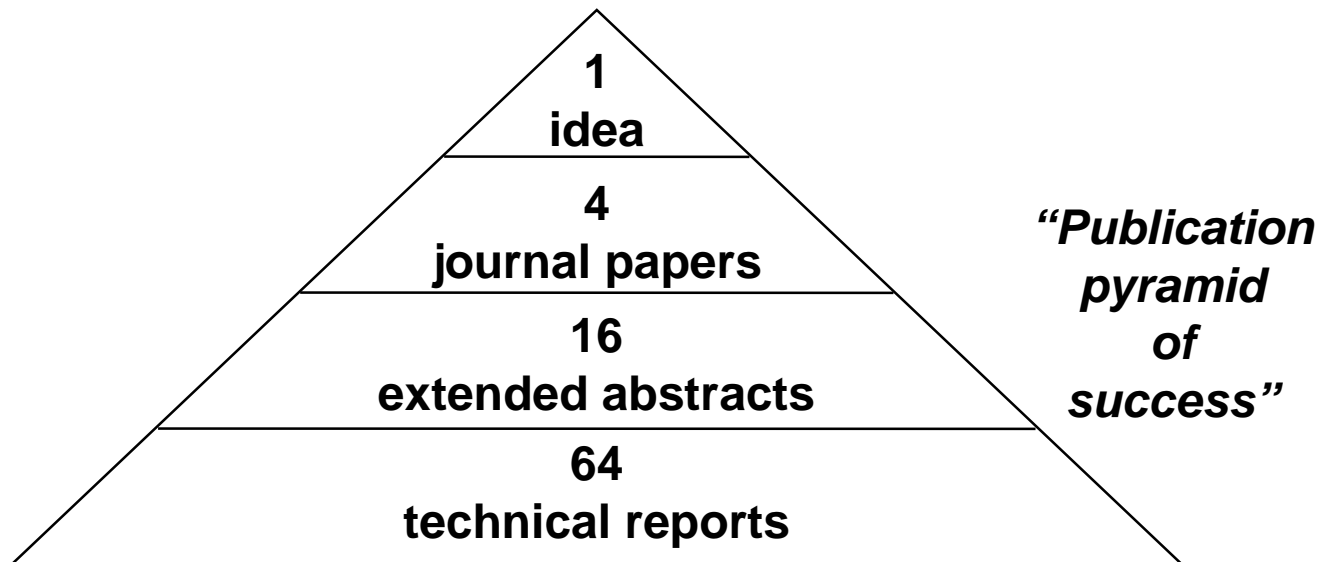 1
idea
4
journal papers
16
extended abstracts
64
technical reports
“Publication
pyramid
of
success”